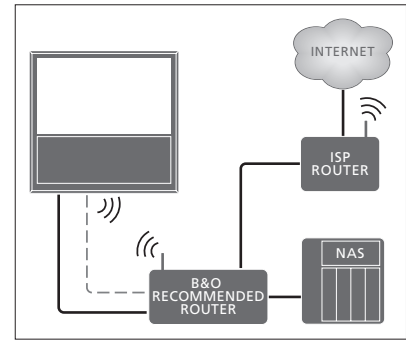 INTERNET
ISP
ROUTER
NAS
B&O
RECOMMENDED
ROUTER